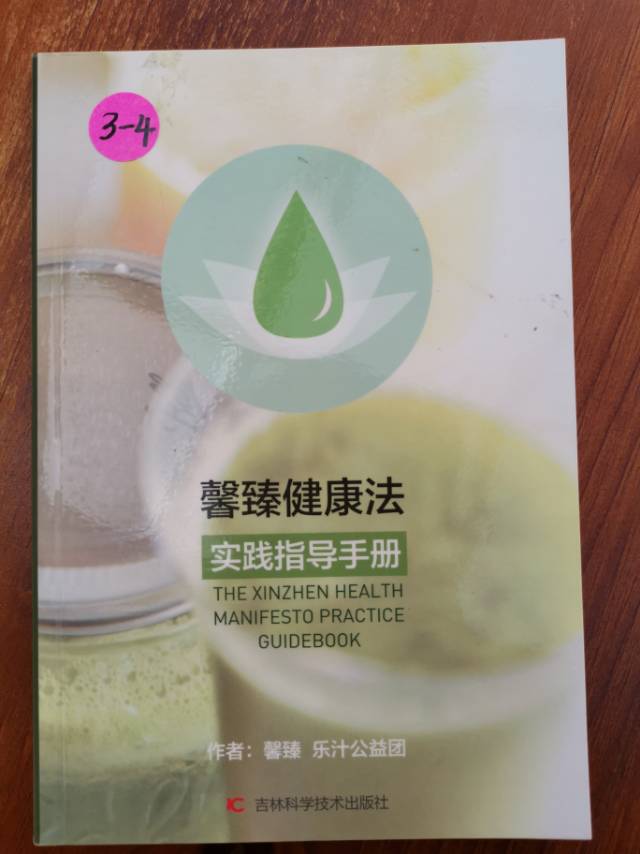 3-4
馨臻健康法
实践指导手册
THE XINZHEN HEALTH
MANIFESTO PRACTICE
GUIDEBOOK
作者：馨臻 乐汁公益团
吉林科学技术出版社